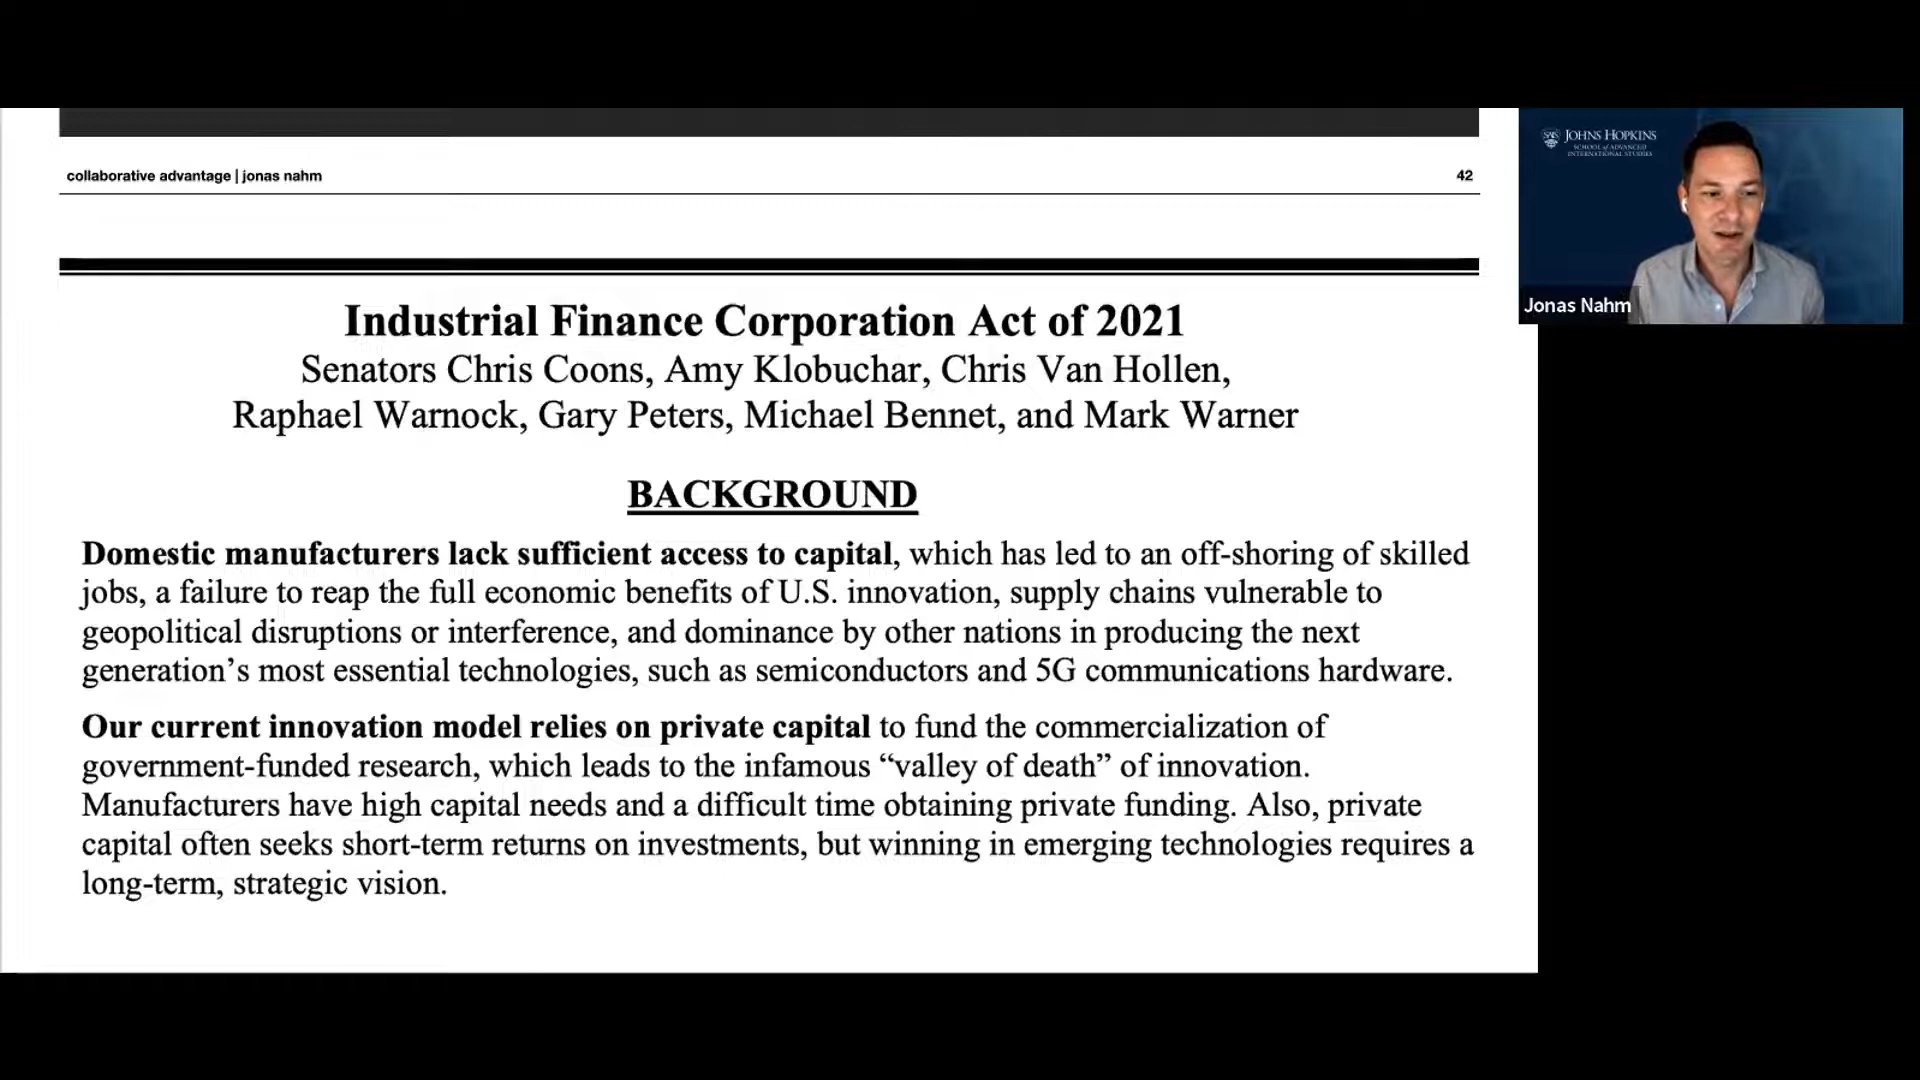 collaborative advantage | jonas nahm
42
Industrial Finance Corporation Act of 2021
Senators Chris Coons, Amy Klobuchar, Chris Van Hollen,
Raphael Warnock, Gary Peters, Michael Bennet, and Mark Warner
BACKGROUND
Domestic manufacturers lack sufficient access to capital, which has led to an off-shoring of skilled
jobs, a failure to reap the full economic benefits of U.S. innovation, supply chains vulnerable to
geopolitical disruptions or interference, and dominance by other nations in producing the next
generation’s most essential technologies, such as semiconductors and 5G communications hardware.
Our current innovation model relies on private capital to fund the commercialization of
government-funded research, which leads to the infamous “valley of death” of innovation.
Manufacturers have high capital needs and a difficult time obtaining private funding. Also, private
capital often seeks short-term returns on investments, but winning in emerging technologies requires a
long-term, strategic vision.
SAIS
JOHNS HOPKINS
SCHOOL of ADVANCED
INTERNATIONAL STUDIES
Jonas Nahm